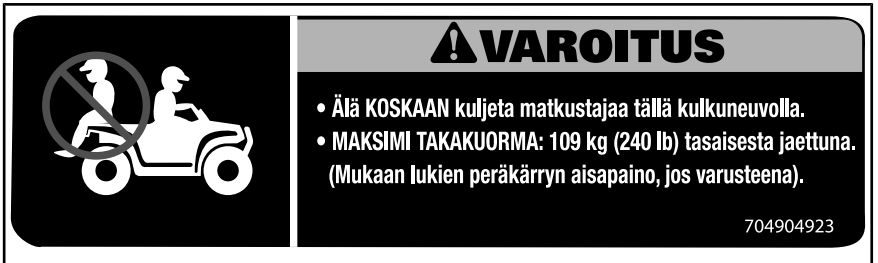 VAROITUS
• Älä KOSKAAN kuljeta matkustajaa tällä kulkuneuvolla.
• MAKSIMI TAKAKUORMA: 109 kg (240 lb) tasaisesta jaettuna.
(Mukaan lukien peräkärryn aisapaino, jos varusteena).
704904923